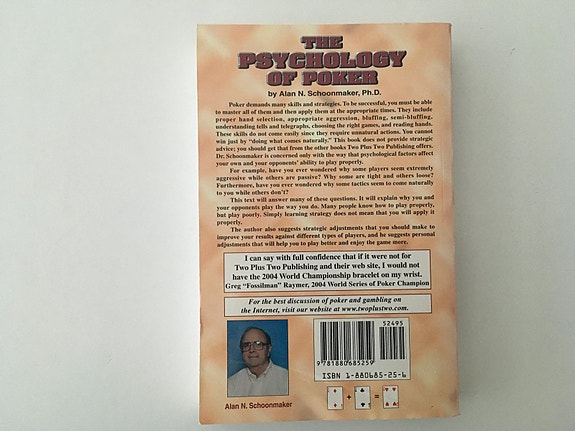 THE
PSYCHOLOGY
OF POKER
by Alan N. Schoonmaker, Ph.D.
Poker demands many skills and strategies. To be successful, you must be able
to master all of them and then apply them at the appropriate times. They include
proper hand selection, appropriate aggression, bluffing, semi-bluffing,
understanding tells and telegraphs, choosing the right games, and reading hands.
These skills do not come easily since they require unnatural actions. You cannot
win just by "doing what comes naturally." This book does not provide strategic
advice; you should get that from the other books Two Plus Two Publishing offers.
Dr. Schoonmaker is concerned only with the way that psychological factors affect
your own and your opponents' ability to play properly.
For example, have you ever wondered why some players seem extremely
aggressive while others are passive? Why some are tight and others loose?
Furthermore, have you ever wondered why some tactics seem to come naturally
to you while others don't?
This text will answer many of these questions. It will explain why you and
your opponents play the way you do. Many people know how to play properly,
but play poorly. Simply learning strategy does not mean that you will apply it
properly.
The author also suggests strategic adjustments that you should make to
improve your results against different types of players, and he suggests personal
adjustments that will help you to play better and enjoy the game more.
I can say with full confidence that if it were not for
Two Plus Two Publishing and their web site, I would not
have the 2004 World Championship bracelet on my wrist.
Greg "Fossilman" Raymer, 2004 World Series of Poker Champion
For the best discussion of poker and gambling on
the Internet, visit our website at www.twoplustwo.com.
52495
9 781880 685259
ISBN 1-880685-25-6
+ =
Alan N. Schoonmaker